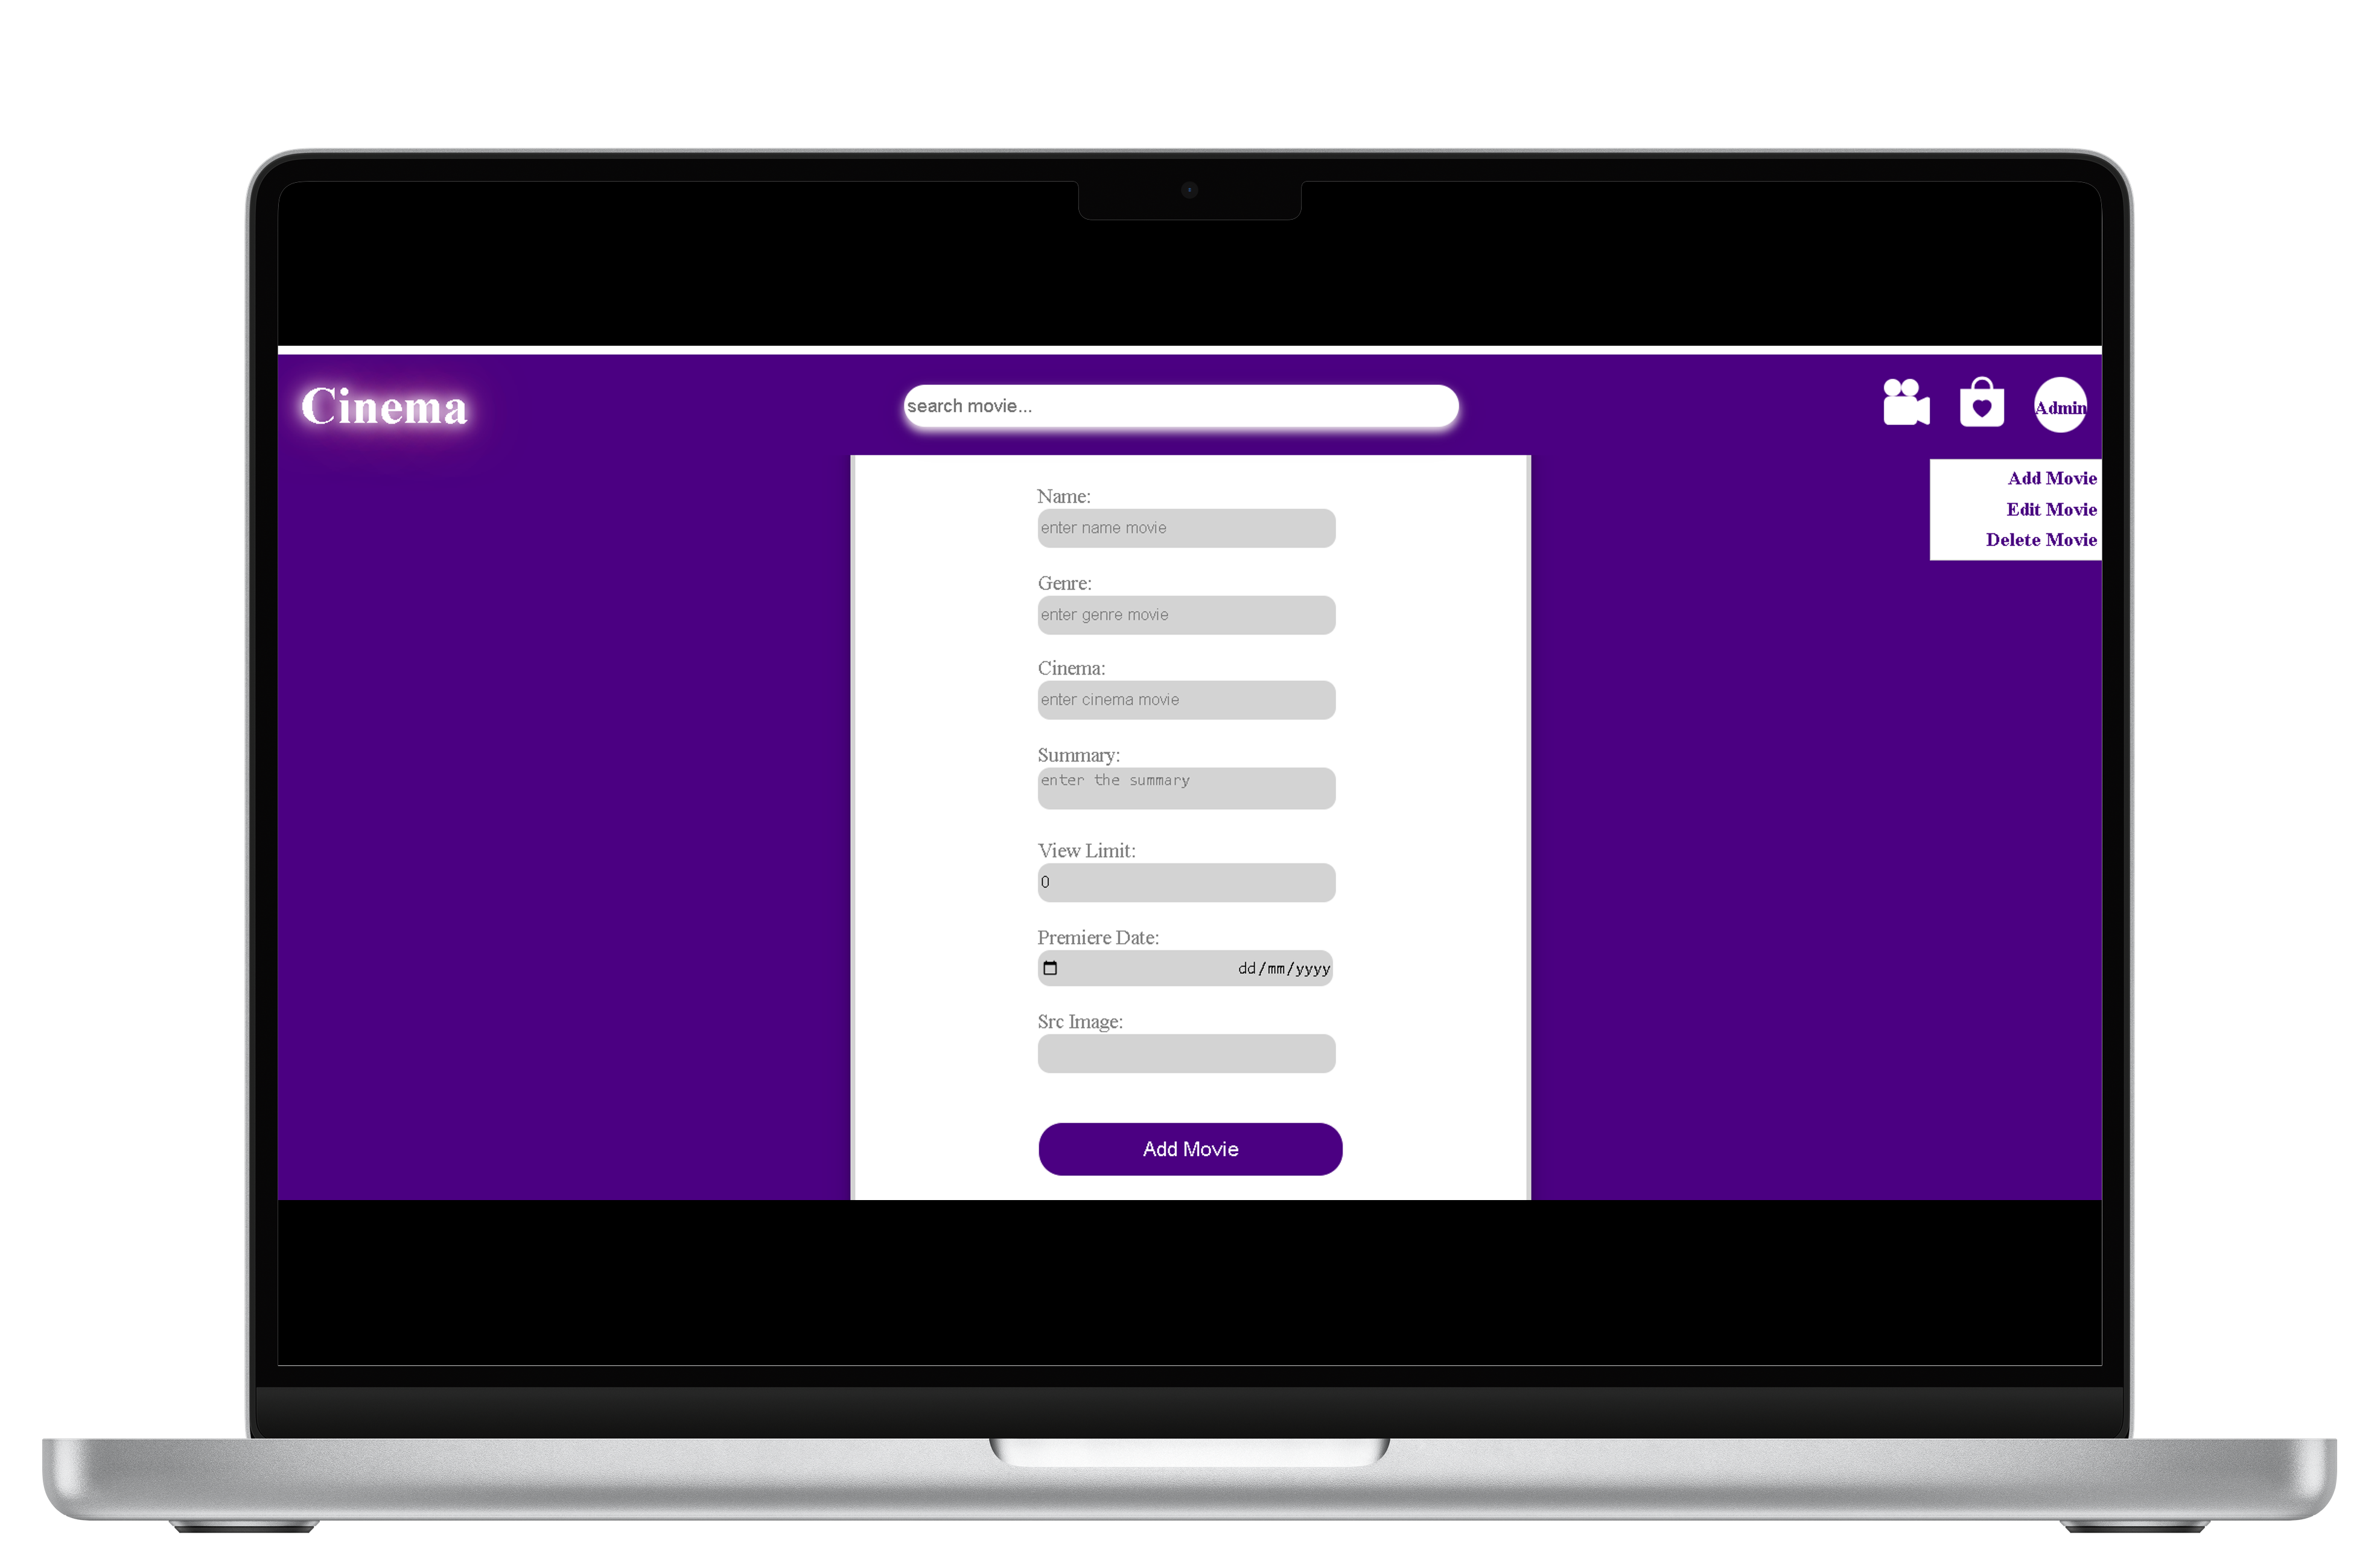 Cinema
search movie...
Admin
Add Movie
Edit Movie
Delete Movie
Name:
enter name movie
Genre:
enter genre movie
Cinema:
enter cinema movie
Summary:
enter the summary
View Limit:
0
Premiere Date:
dd/mm/yyyy
Src Image:
Add Movie